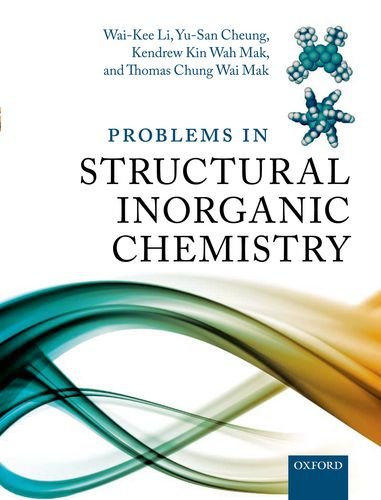 Wai-Kee Li, Yu-San Cheung,
Kendrew Kin Wah Mak,
and Thomas Chung Wai Mak
PROBLEMS IN
STRUCTURAL
INORGANIC
CHEMISTRY
OXFORD